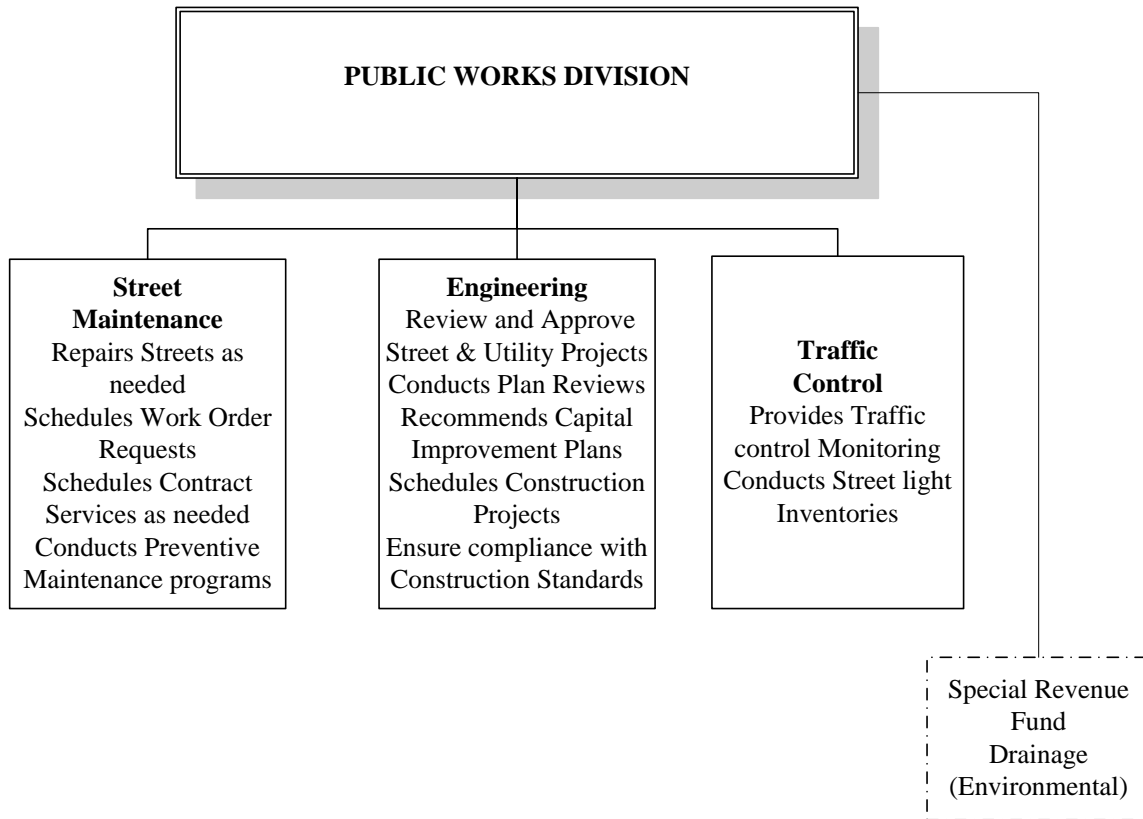 PUBLIC WORKS DIVISION
Street
Maintenance
Repairs Streets as
needed
Schedules Work Order
Requests
Schedules Contract
Services as needed
Conducts Preventive
Maintenance programs
Engineering
Review and Approve
Street & Utility Projects
Conducts Plan Reviews
Recommends Capital
Improvement Plans
Schedules Construction
Projects
Ensure compliance with
Construction Standards
Traffic
Control
Provides Traffic
control Monitoring
Conducts Street light
Inventories
Special Revenue
Fund
Drainage
(Environmental)